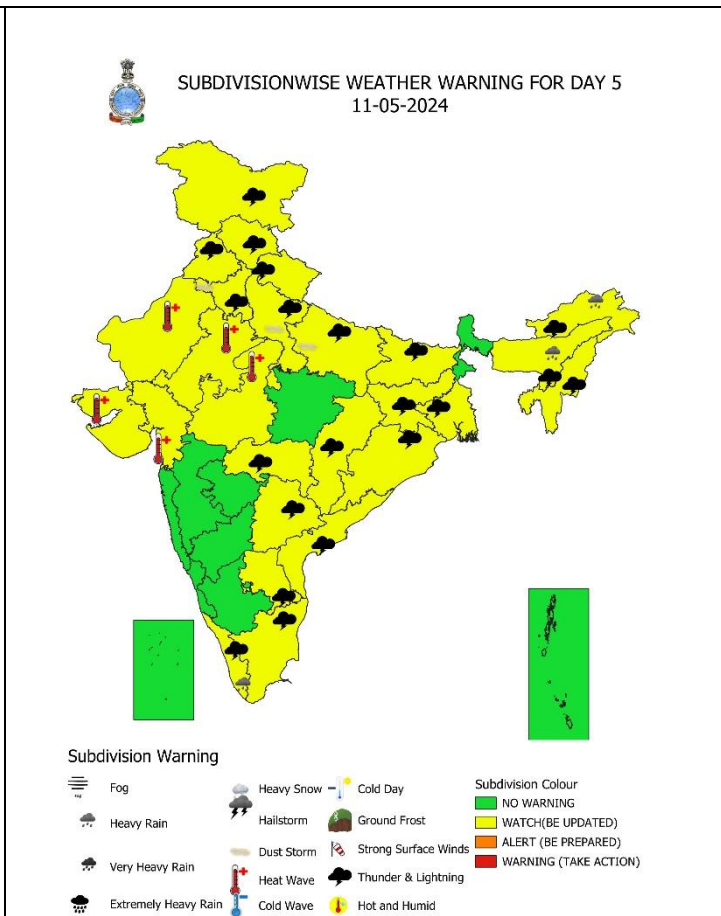 SUBDIVISIONWISE WEATHER WARNING FOR DAY 5
11-05-2024
Subdivision Warning
Fog
Heavy Rain
Very Heavy Rain
Extremely Heavy Rain
Heavy Snow
Hailstorm
Dust Storm
Heat Wave
Cold Wave
Cold Day
Ground Frost
Strong Surface Winds
Thunder & Lightning
Hot and Humid
Subdivision Colour
NO WARNING
WATCH(BE UPDATED)
ALERT (BE PREPARED)
WARNING (TAKE ACTION)